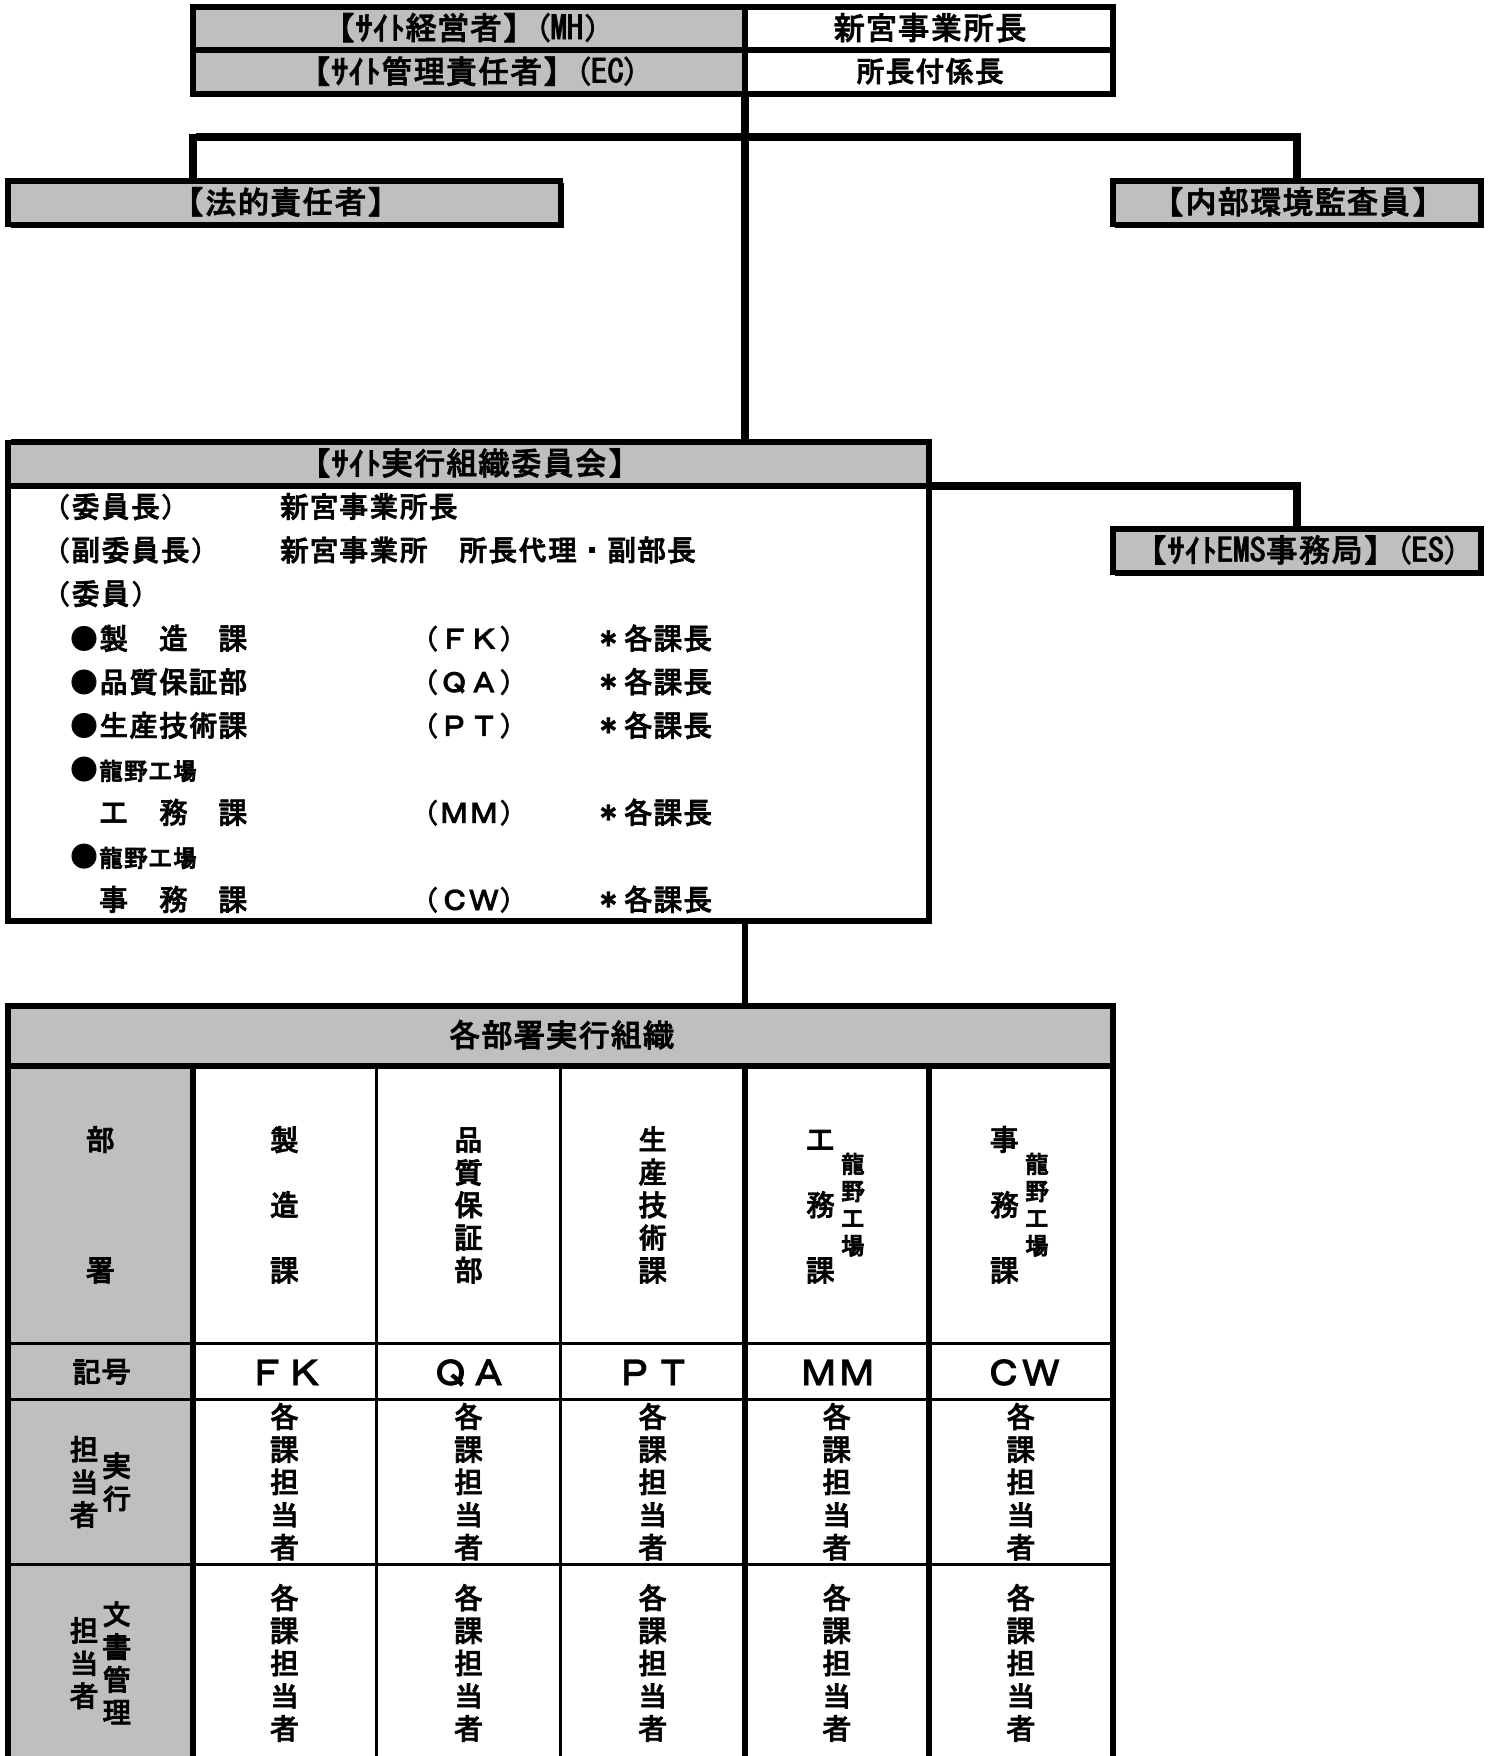 【ｻｲﾄ経営者】(MH) 新宮事業所長
【ｻｲﾄ管理責任者】(EC) 所長付係長
【法的責任者】 【内部環境監査員】
【ｻｲﾄ実行組織委員会】
（委員長） 新宮事業所長
（副委員長） 新宮事業所　所長代理・副部長
【ｻｲﾄEMS事務局】(ES)
（委員）
●製　造　課 （ＦＫ） ＊各課長
●品質保証部 （ＱＡ） ＊各課長
●生産技術課 （ＰＴ） ＊各課長
●龍野工場
工　務　課 （ＭＭ） ＊各課長
●龍野工場
事　務　課 （ＣＷ） ＊各課長
各部署実行組織
部署 製造課 品質保証部 生産技術課 龍野工場工務課 龍野工場事務課
記号 ＦＫ ＱＡ ＰＴ ＭＭ ＣＷ
実行担当者 各課担当者 各課担当者 各課担当者 各課担当者 各課担当者
文書管理担当者 各課担当者 各課担当者 各課担当者 各課担当者 各課担当者